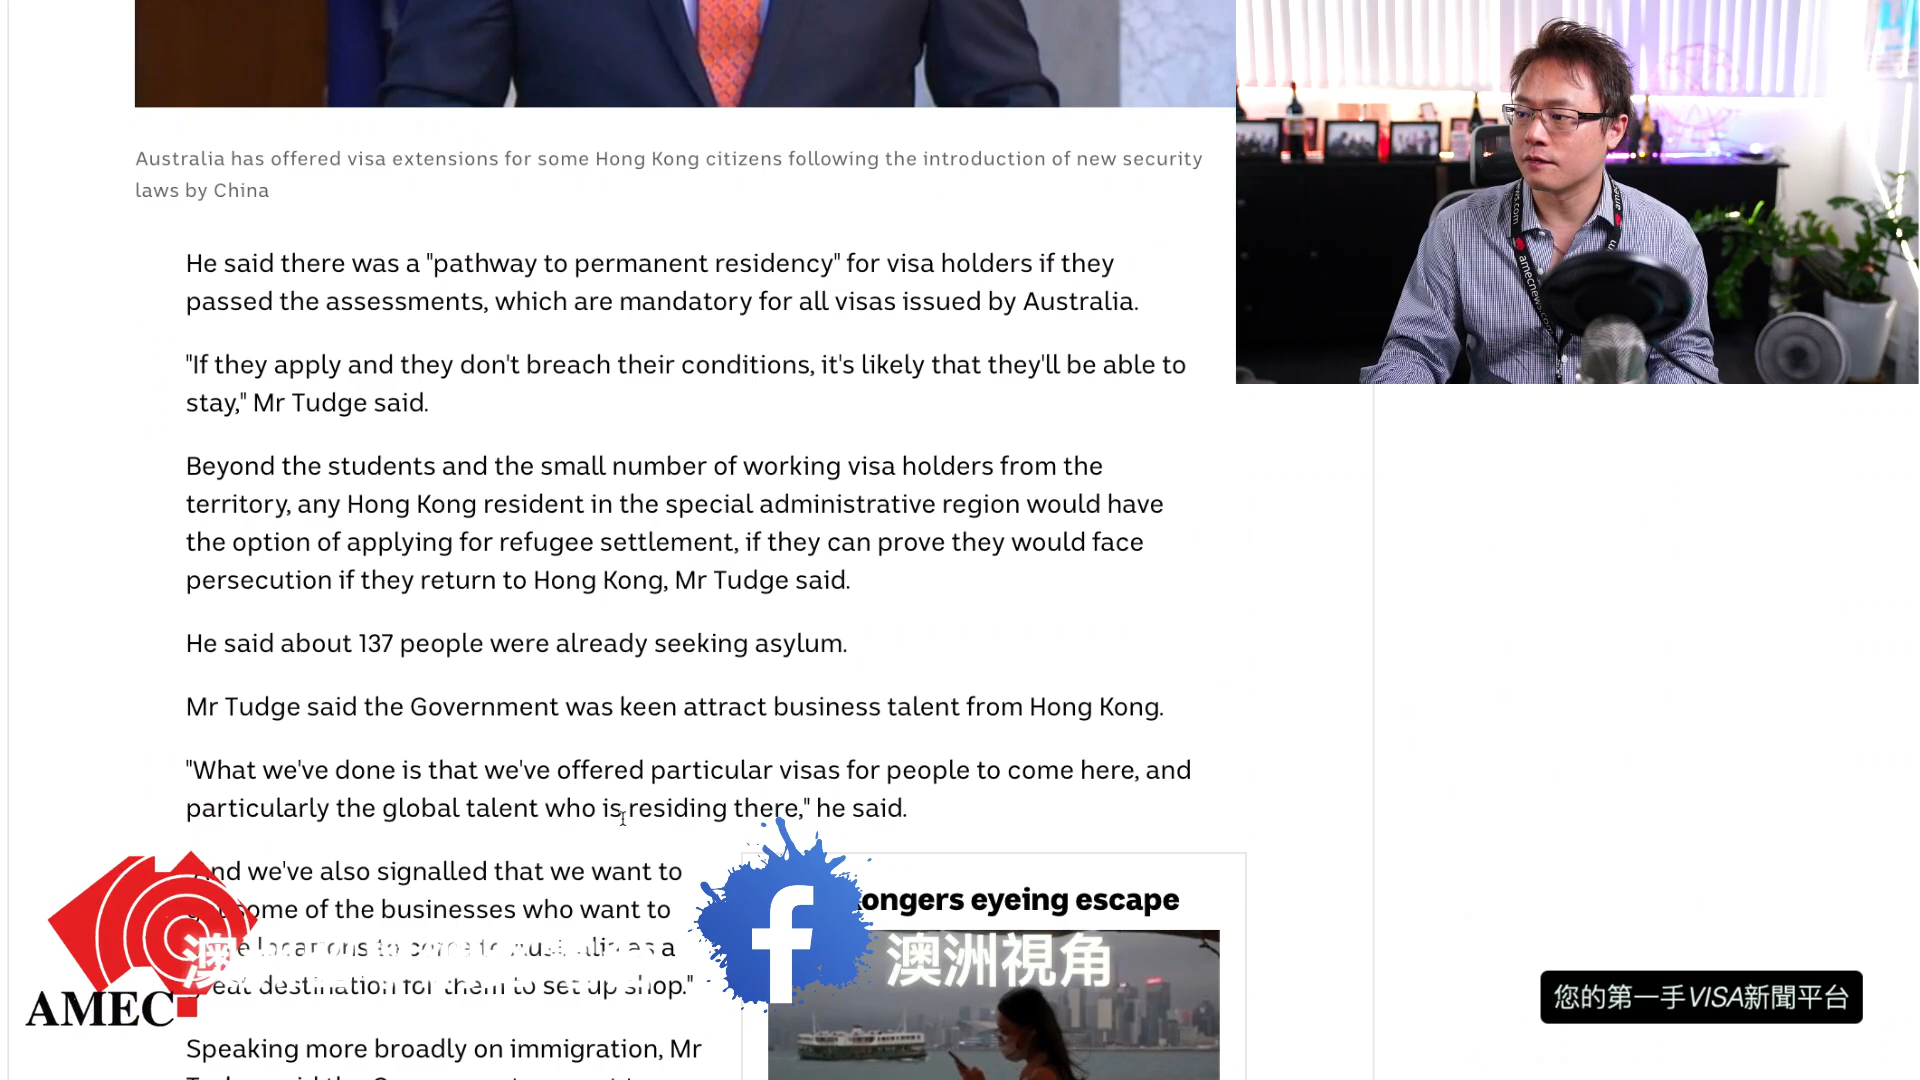 Australia has offered visa extensions for some Hong Kong citizens following the introduction of new security
laws by China
He said there was a "pathway to permanent residency" for visa holders if they
passed the assessments, which are mandatory for all visas issued by Australia.
"If they apply and they don't breach their conditions, it's likely that they'll be able to
stay," Mr Tudge said.
Beyond the students and the small number of working visa holders from the
territory, any Hong Kong resident in the special administrative region would have
the option of applying for refugee settlement, if they can prove they would face
persecution if they return to Hong Kong, Mr Tudge said.
He said about 137 people were already seeking asylum.
Mr Tudge said the Government was keen attract business talent from Hong Kong.
"What we've done is that we've offered particular visas for people to come here, and
particularly the global talent who is residing there," he said.
And we've also signalled that we want to
some of the businesses who want to
as a
great destination for them to set up shop."
Speaking more broadly on immigration, Mr
kongers eyeing escape
澳洲視角
AMEC
您的第一手VISA新聞平台
amecnews.com